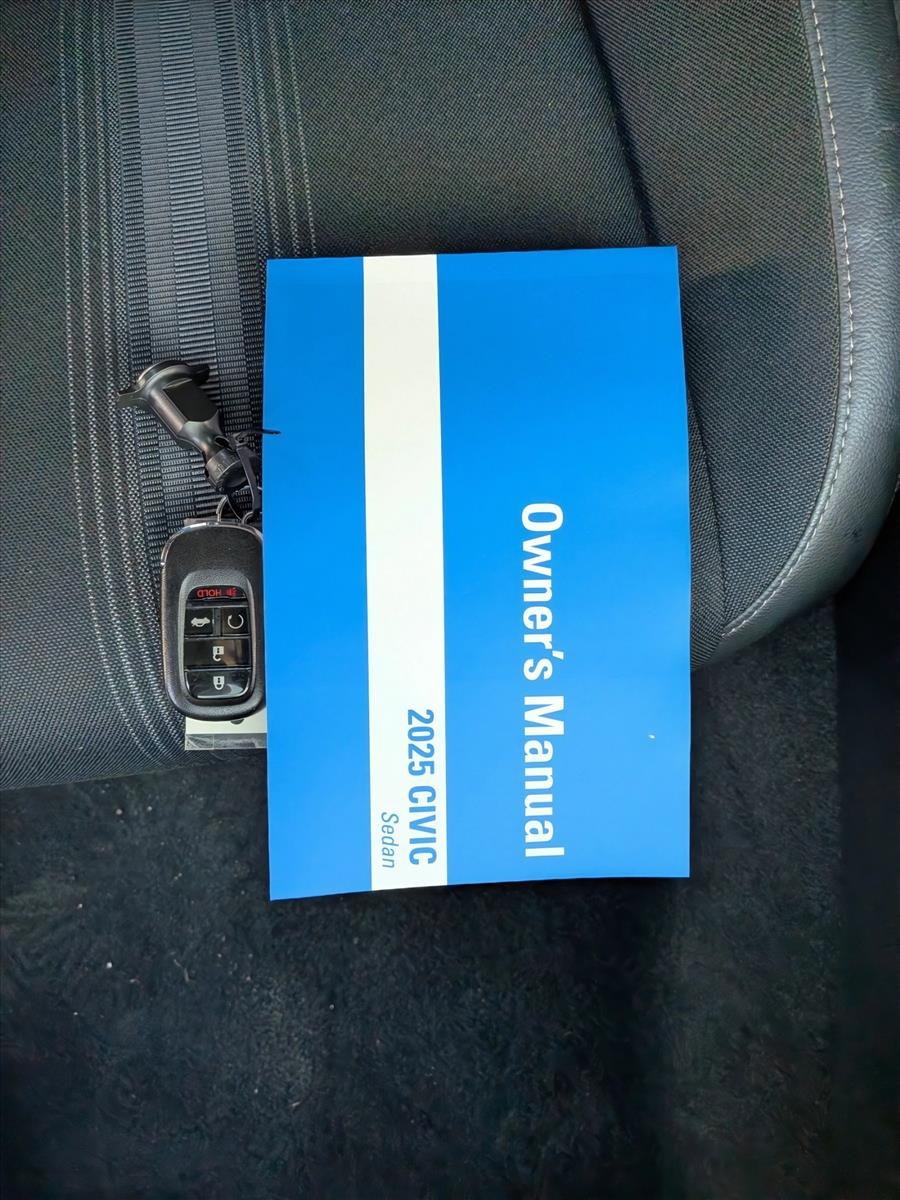 Owner's Manual
2025 CIVIC
Sedan
HOLD